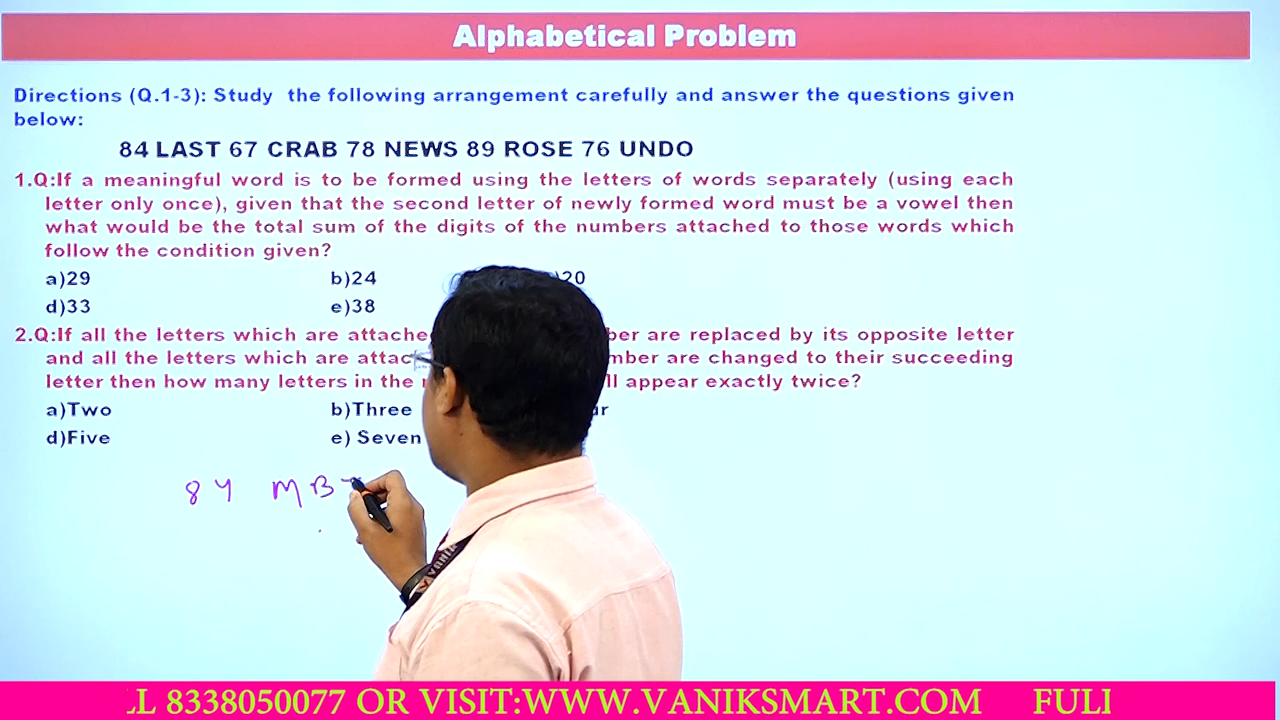 Alphabetical Problem
Directions (Q.1-3): Study the following arrangement carefully and answer the questions given
below:
84 LAST 67 CRAB 78 NEWS 89 ROSE 76 UNDO
1.Q:If a meaningful word is to be formed using the letters of words separately (using each
letter only once), given that the second letter of newly formed word must be a vowel then
what would be the total sum of the digits of the numbers attached to those words which
follow the condition given?
a)29 b)24 )20
d)33 e)38
2.Q:If all the letters which are attache ber are replaced by its opposite letter
and all the letters which are attac mber are changed to their succeeding
letter then how many letters in the ll appear exactly twice?
a)Two b)Three
d)Five e) Seven
84 MB
LL 8338050077 OR VISIT:WWW.VANIKSMART.COM FULL